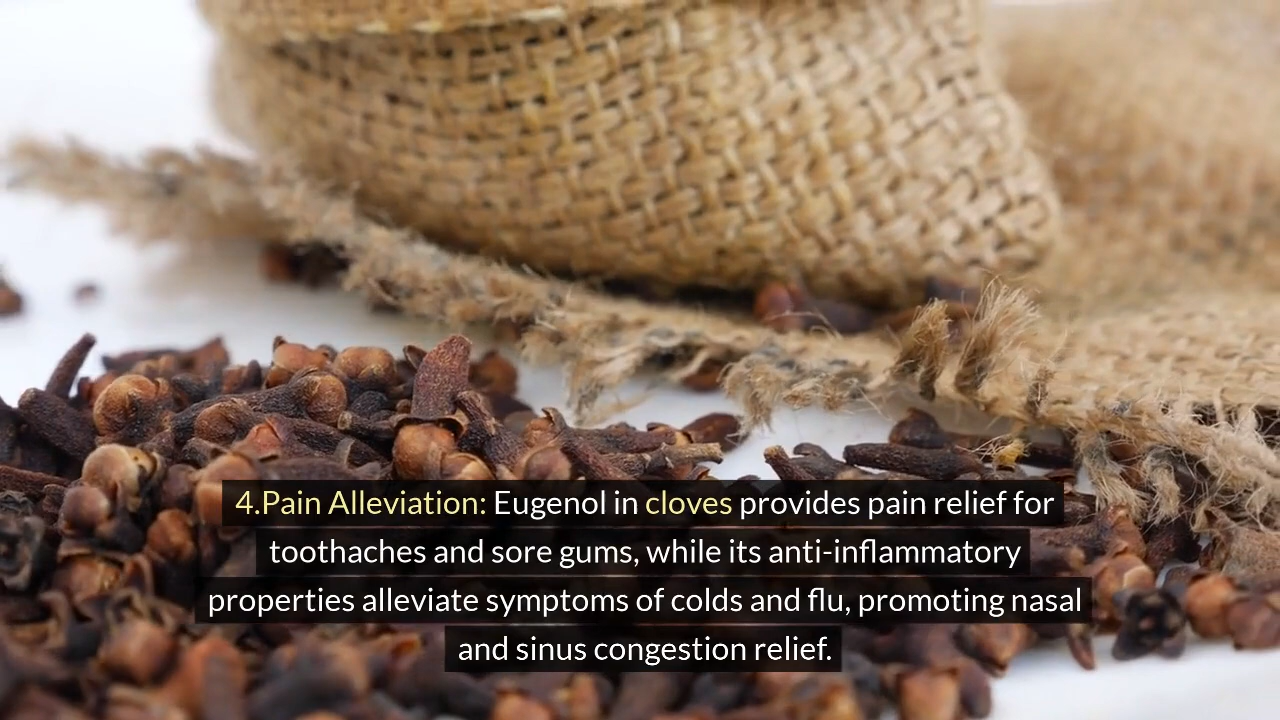 4.Pain Alleviation: Eugenol in cloves provides pain relief for
toothaches and sore gums, while its anti-inflammatory
properties alleviate symptoms of colds and flu, promoting nasal
and sinus congestion relief.